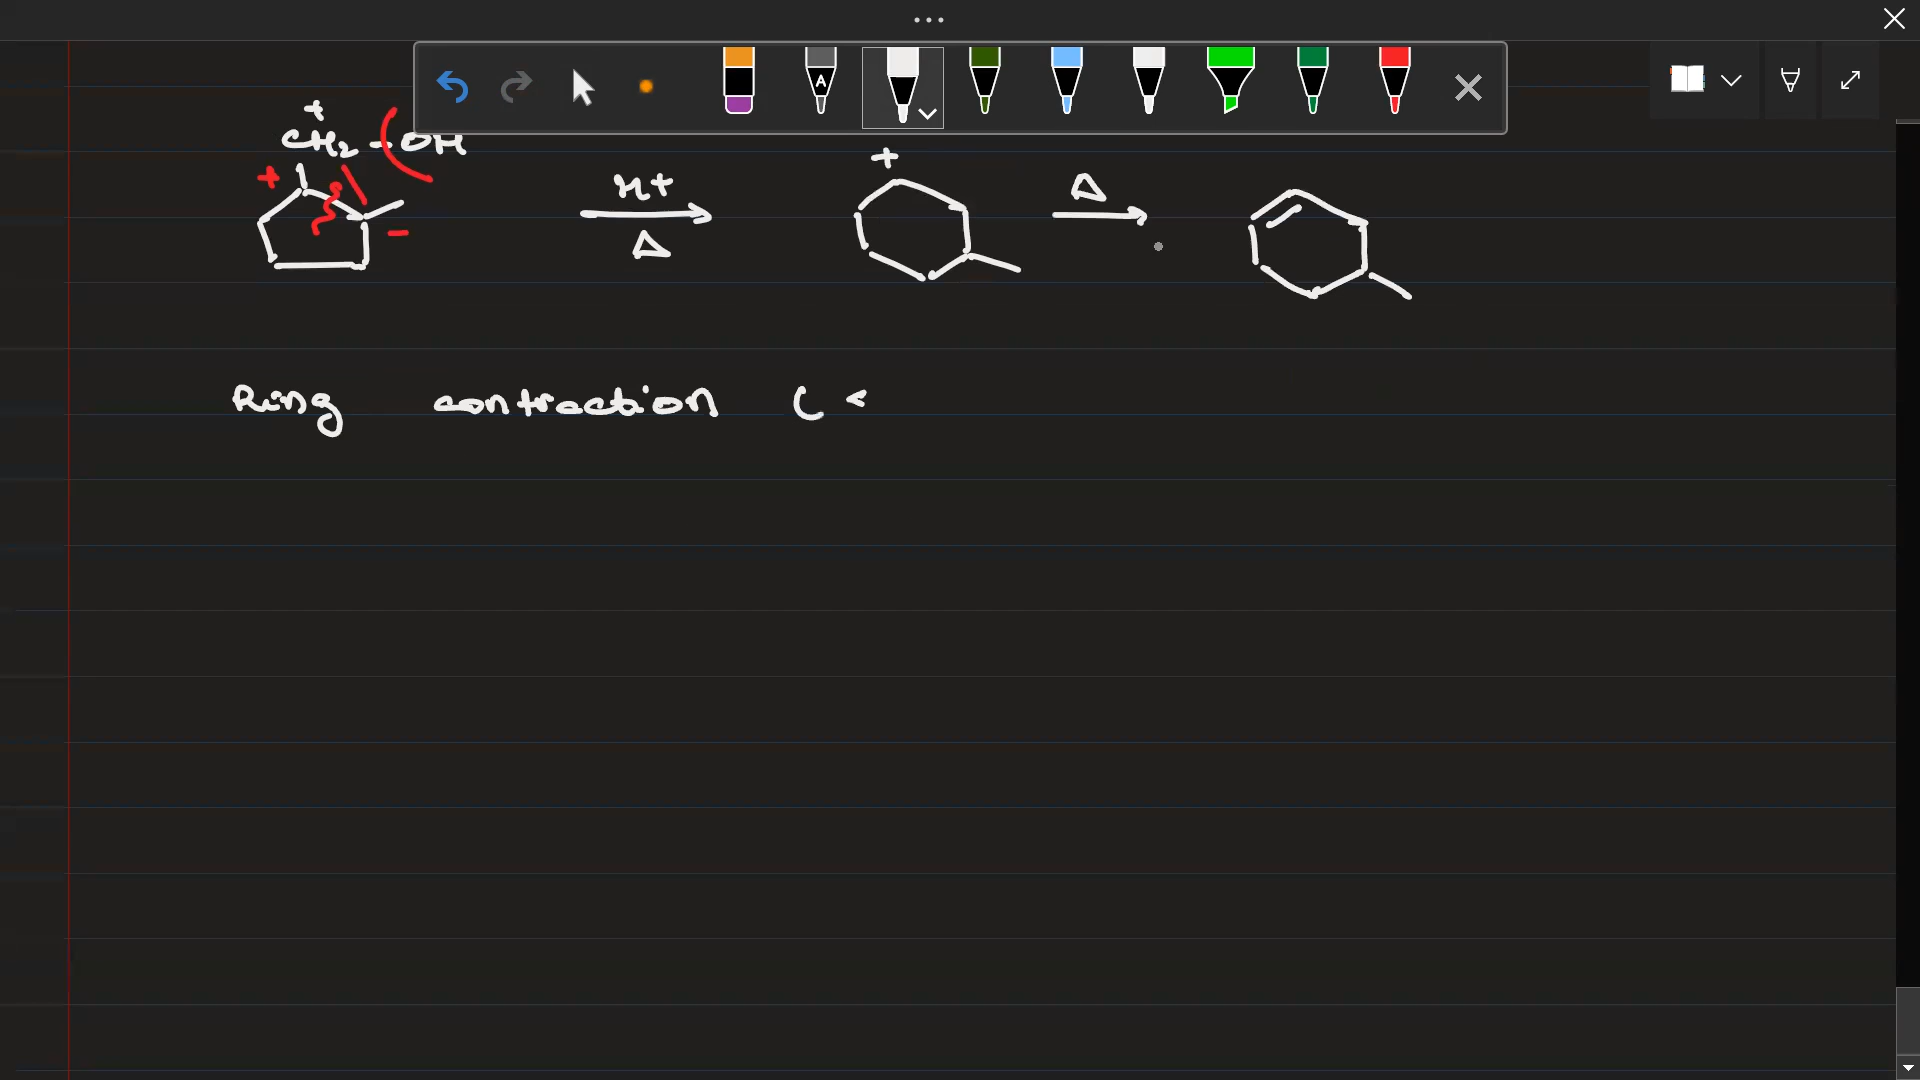 +
CH2-OH
+ -
H+
Δ
+
Δ
Ring contraction ( <
A